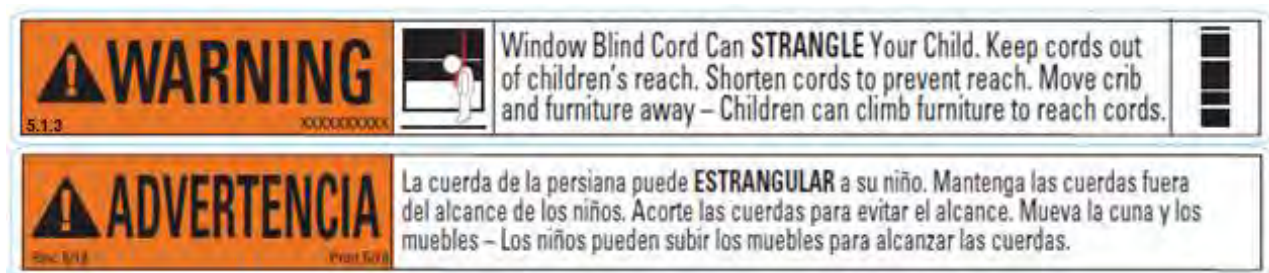 WARNING
5.1.3
XXXXXXXXXX
Window Blind Cord Can STRANGLE Your Child. Keep cords out
of children's reach. Shorten cords to prevent reach. Move crib
and furniture away – Children can climb furniture to reach cords.
ADVERTENCIA
La cuerda de la persiana puede ESTRANGULAR a su niño. Mantenga las cuerdas fuera
del alcance de los niños. Acorte las cuerdas para evitar el alcance. Mueva la cuna y los
muebles – Los niños pueden subir los muebles para alcanzar las cuerdas.